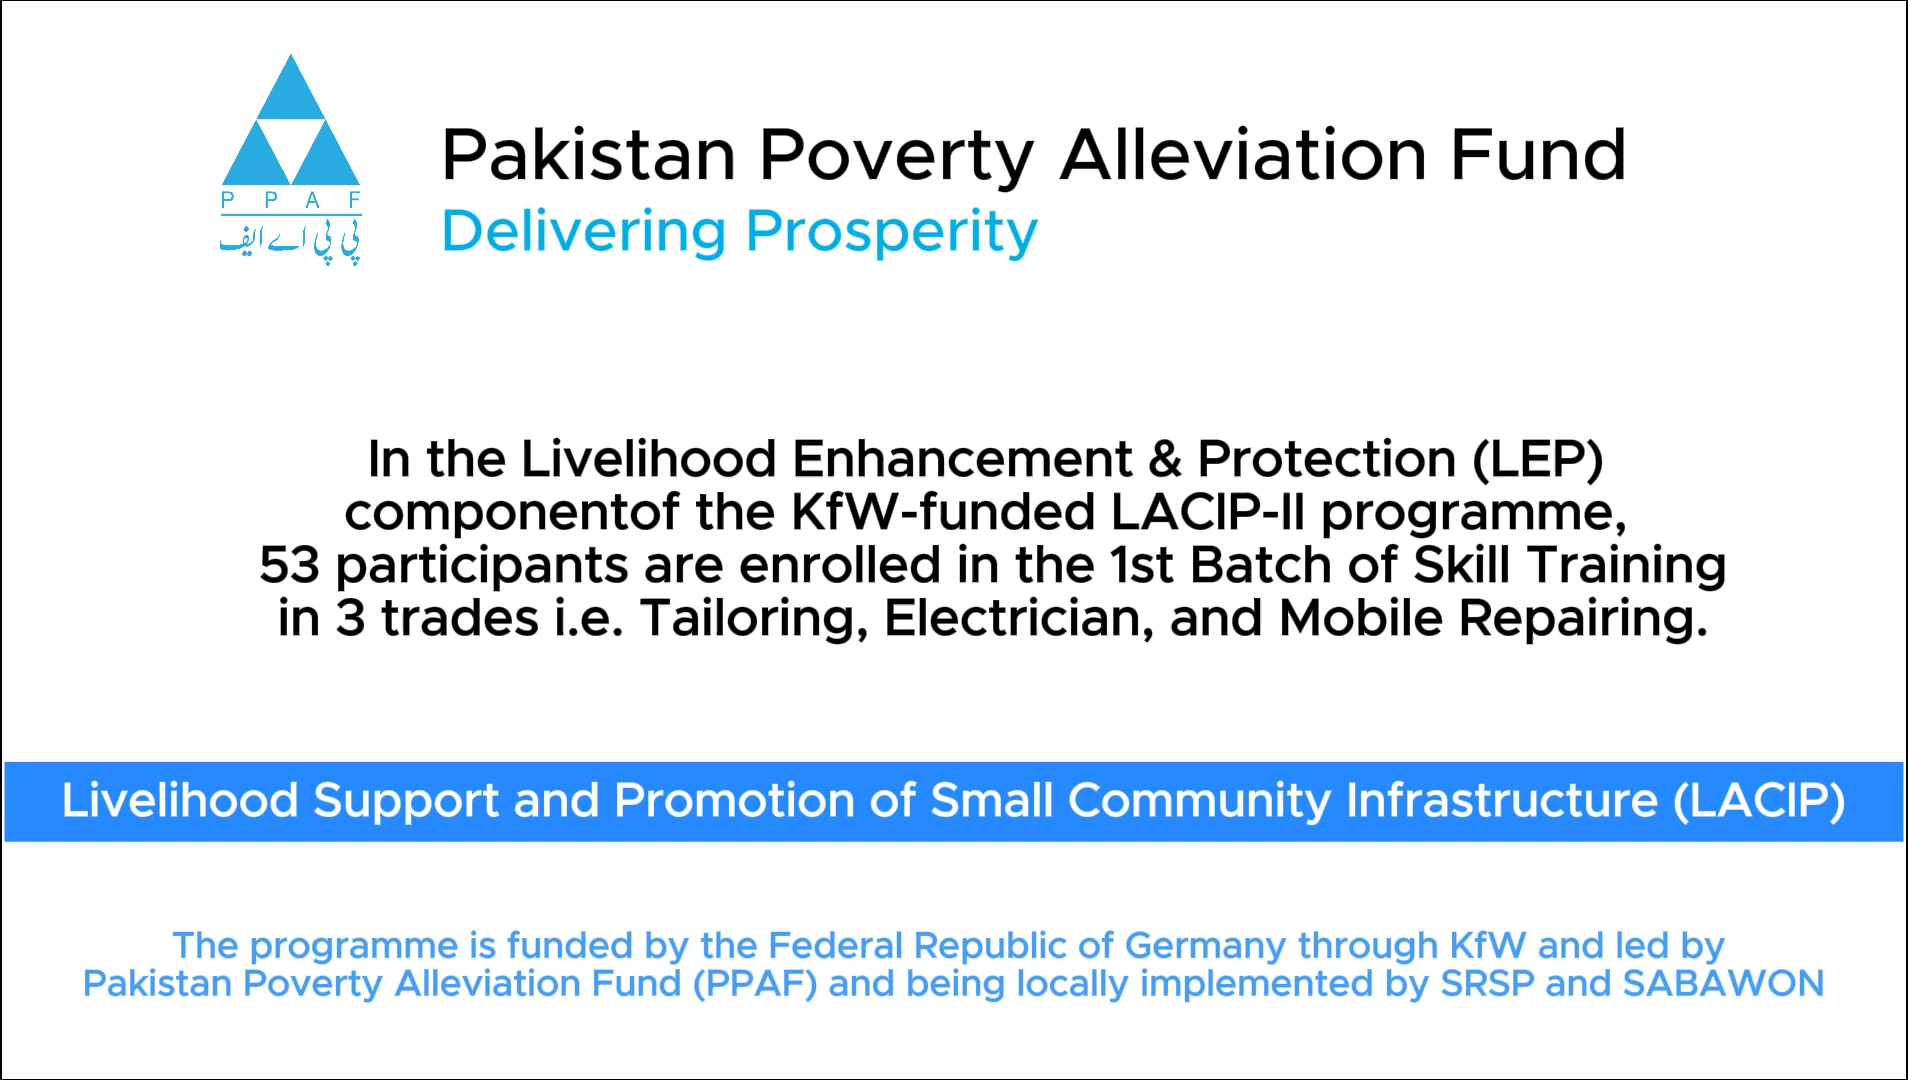 P P A F
پی پی اے ایف
Pakistan Poverty Alleviation Fund
Delivering Prosperity
In the Livelihood Enhancement & Protection (LEP)
componentof the KfW-funded LACIP-II programme,
53 participants are enrolled in the 1st Batch of Skill Training
in 3 trades i.e. Tailoring, Electrician, and Mobile Repairing.
Livelihood Support and Promotion of Small Community Infrastructure (LACIP)
The programme is funded by the Federal Republic of Germany through KfW and led by
Pakistan Poverty Alleviation Fund (PPAF) and being locally implemented by SRSP and SABAWON